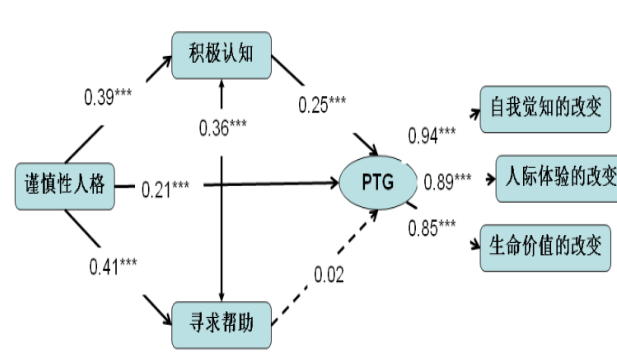 积极认知
0.39***
0.25***
自我觉知的改变
0.36***
0.94***
谨慎性人格
0.21***
PTG
0.89***
人际体验的改变
0.41***
0.85***
生命价值的改变
0.02
寻求帮助